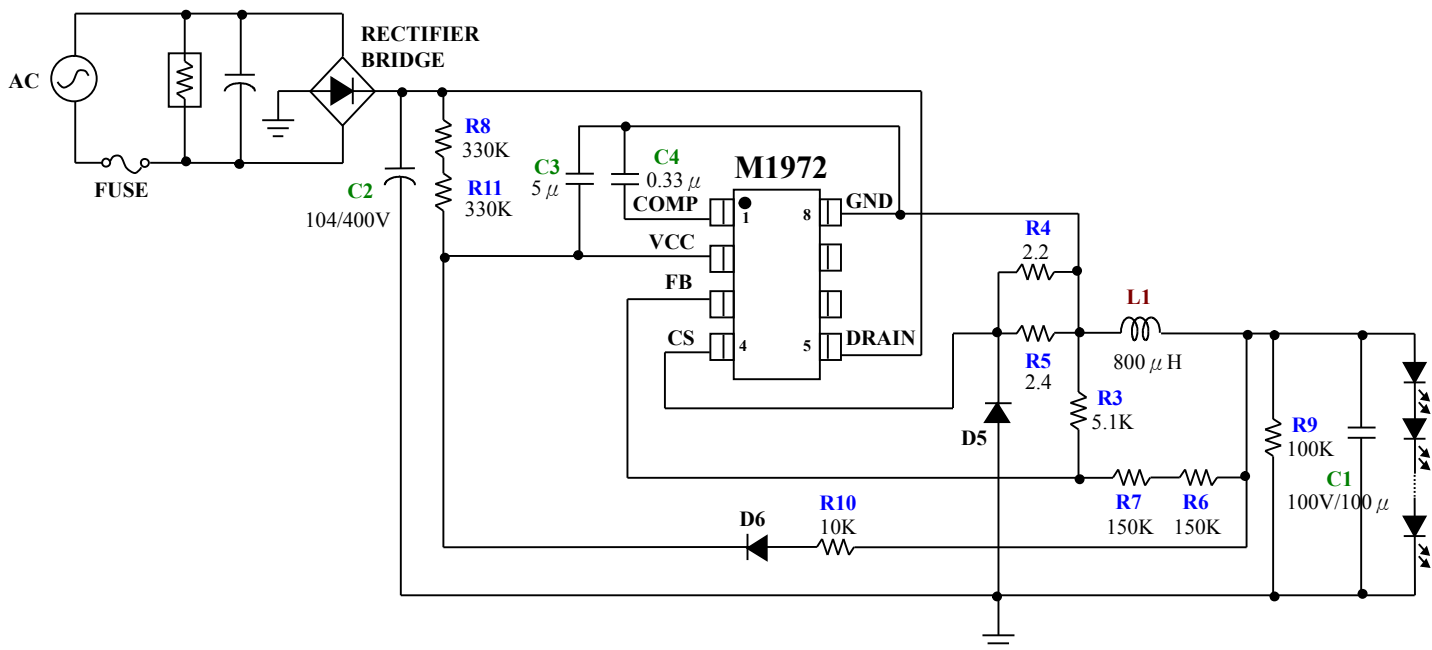 RECTIFIER
BRIDGE
AC
FUSE
R8
330K
R11
330K
C2
104/400V
C3
5 μ
C4
0.33 μ
M1972
COMP
1
8
GND
VCC
FB
CS
4
5
DRAIN
R4
2.2
R5
2.4
L1
800 μ H
R3
5.1K
D5
R9
100K
C1
100V/100 μ
R7
150K
R6
150K
D6
R10
10K